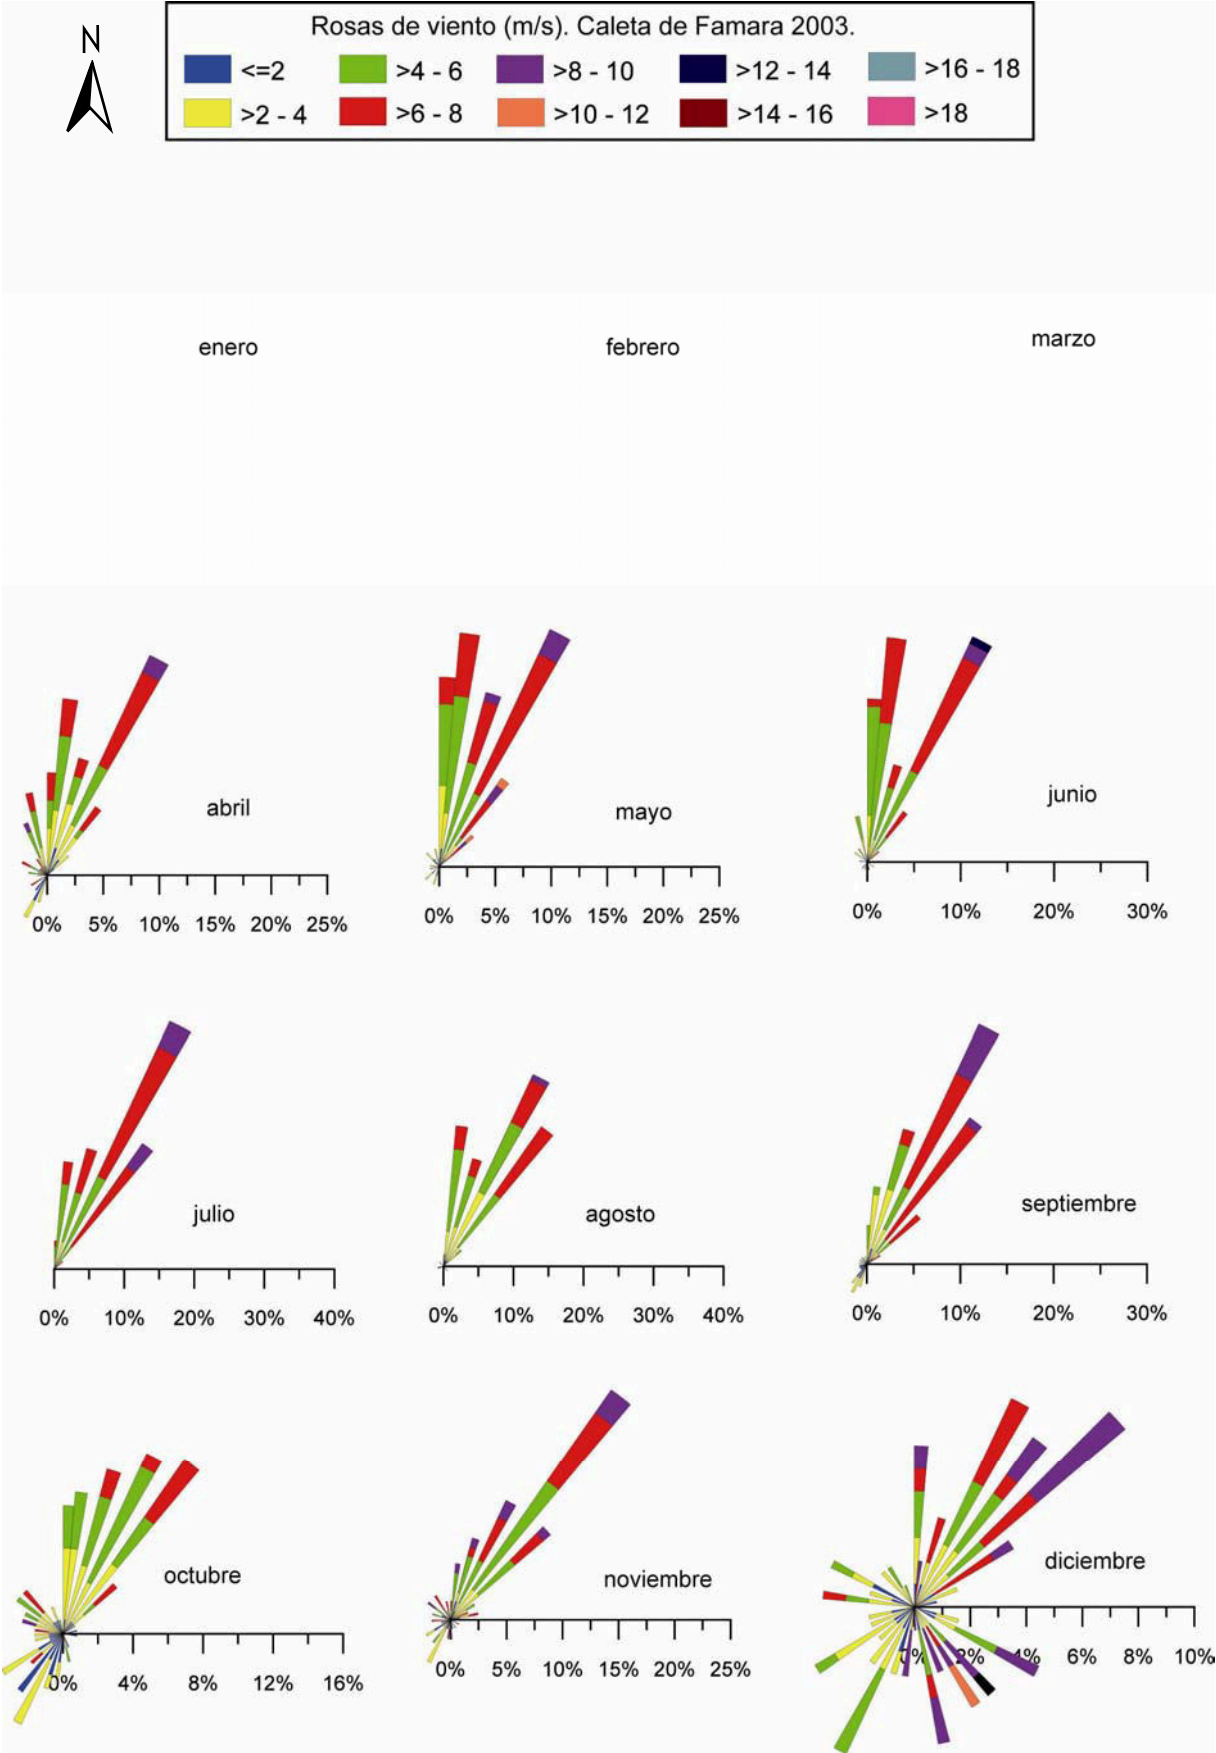 N
Rosas de viento (m/s). Caleta de Famara 2003.
<=2 >4 - 6 >8 - 10 >12 - 14 >16 - 18
>2 - 4 >6 - 8 >10 - 12 >14 - 16 >18
enero febrero marzo
abril mayo junio
0% 5% 10% 15% 20% 25% 0% 5% 10% 15% 20% 25% 0% 10% 20% 30%
julio agosto septiembre
0% 10% 20% 30% 40% 0% 10% 20% 30% 40% 0% 10% 20% 30%
octubre noviembre diciembre
0% 4% 8% 12% 16% 0% 5% 10% 15% 20% 25% 0% 2% 4% 6% 8% 10%